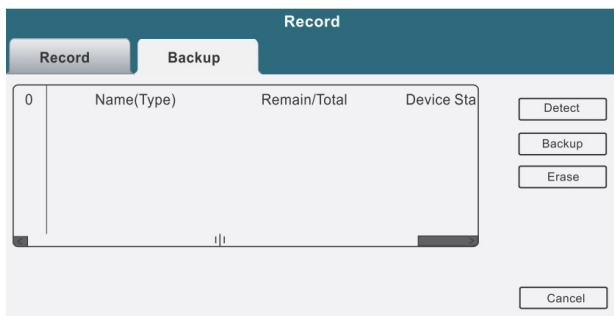 Record
Record Backup
0 Name(Type) Remain/Total Device Sta
Detect
Backup
Erase
Cancel